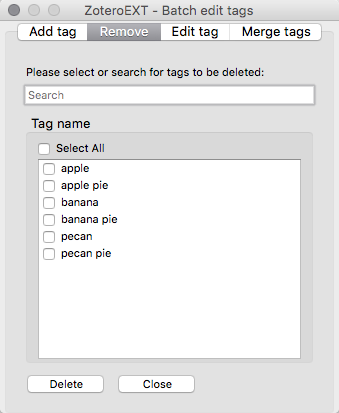 ZoteroEXT - Batch edit tags
Add tag Remove Edit tag Merge tags
Please select or search for tags to be deleted:
Search
Tag name
Select All
apple
apple pie
banana
banana pie
pecan
pecan pie
Delete Close